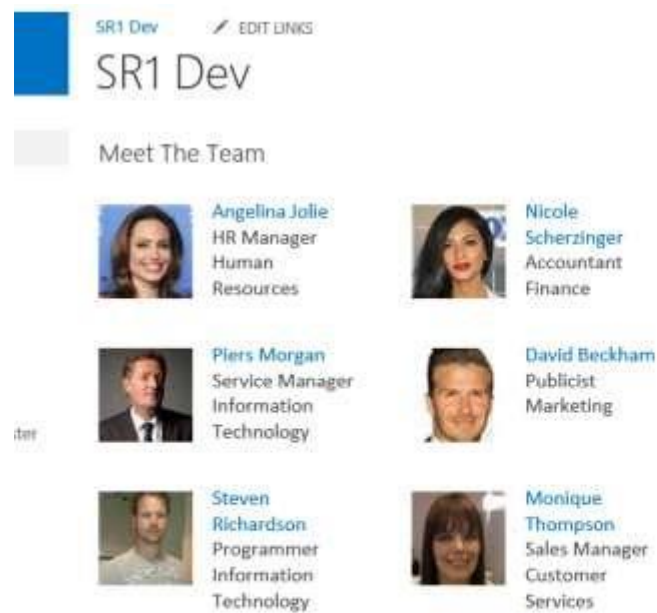 SR1 Dev
EDIT LINKS
SR1 Dev
Meet The Team
Angelina Jolie
HR Manager
Human
Resources
Nicole
Scherzinger
Accountant
Finance
Piers Morgan
Service Manager
Information
Technology
David Beckham
Publicist
Marketing
Steven
Richardson
Programmer
Information
Technology
Monique
Thompson
Sales Manager
Customer
Services